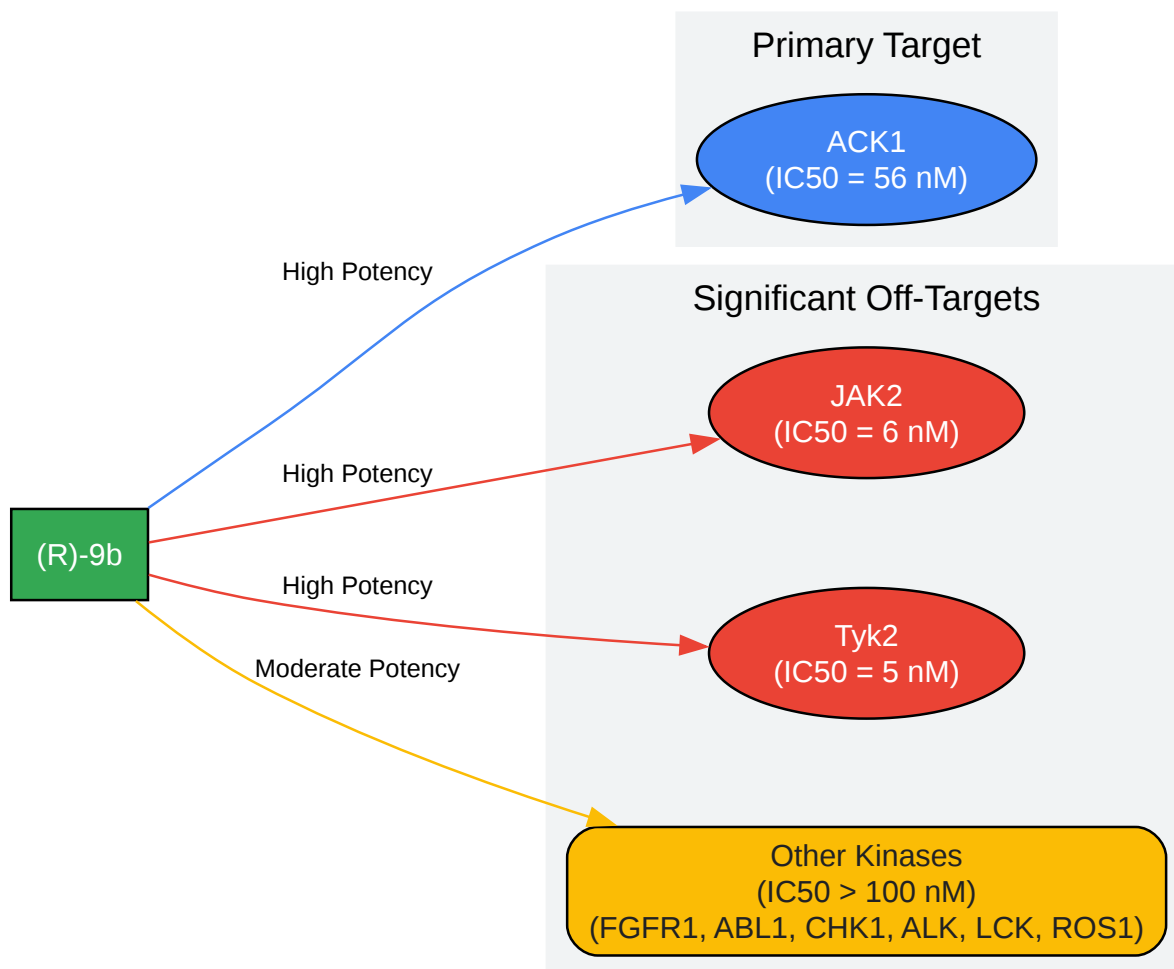 Primary Target
ACK1
(IC50 = 56 nM)
High Potency
Significant Off-Targets
JAK2
(IC50 = 6 nM)
High Potency
(R)-9b
High Potency
Tyk2
(IC50 = 5 nM)
Moderate Potency
Other Kinases
(IC50 > 100 nM)
(FGFR1, ABL1, CHK1, ALK, LCK, ROS1)